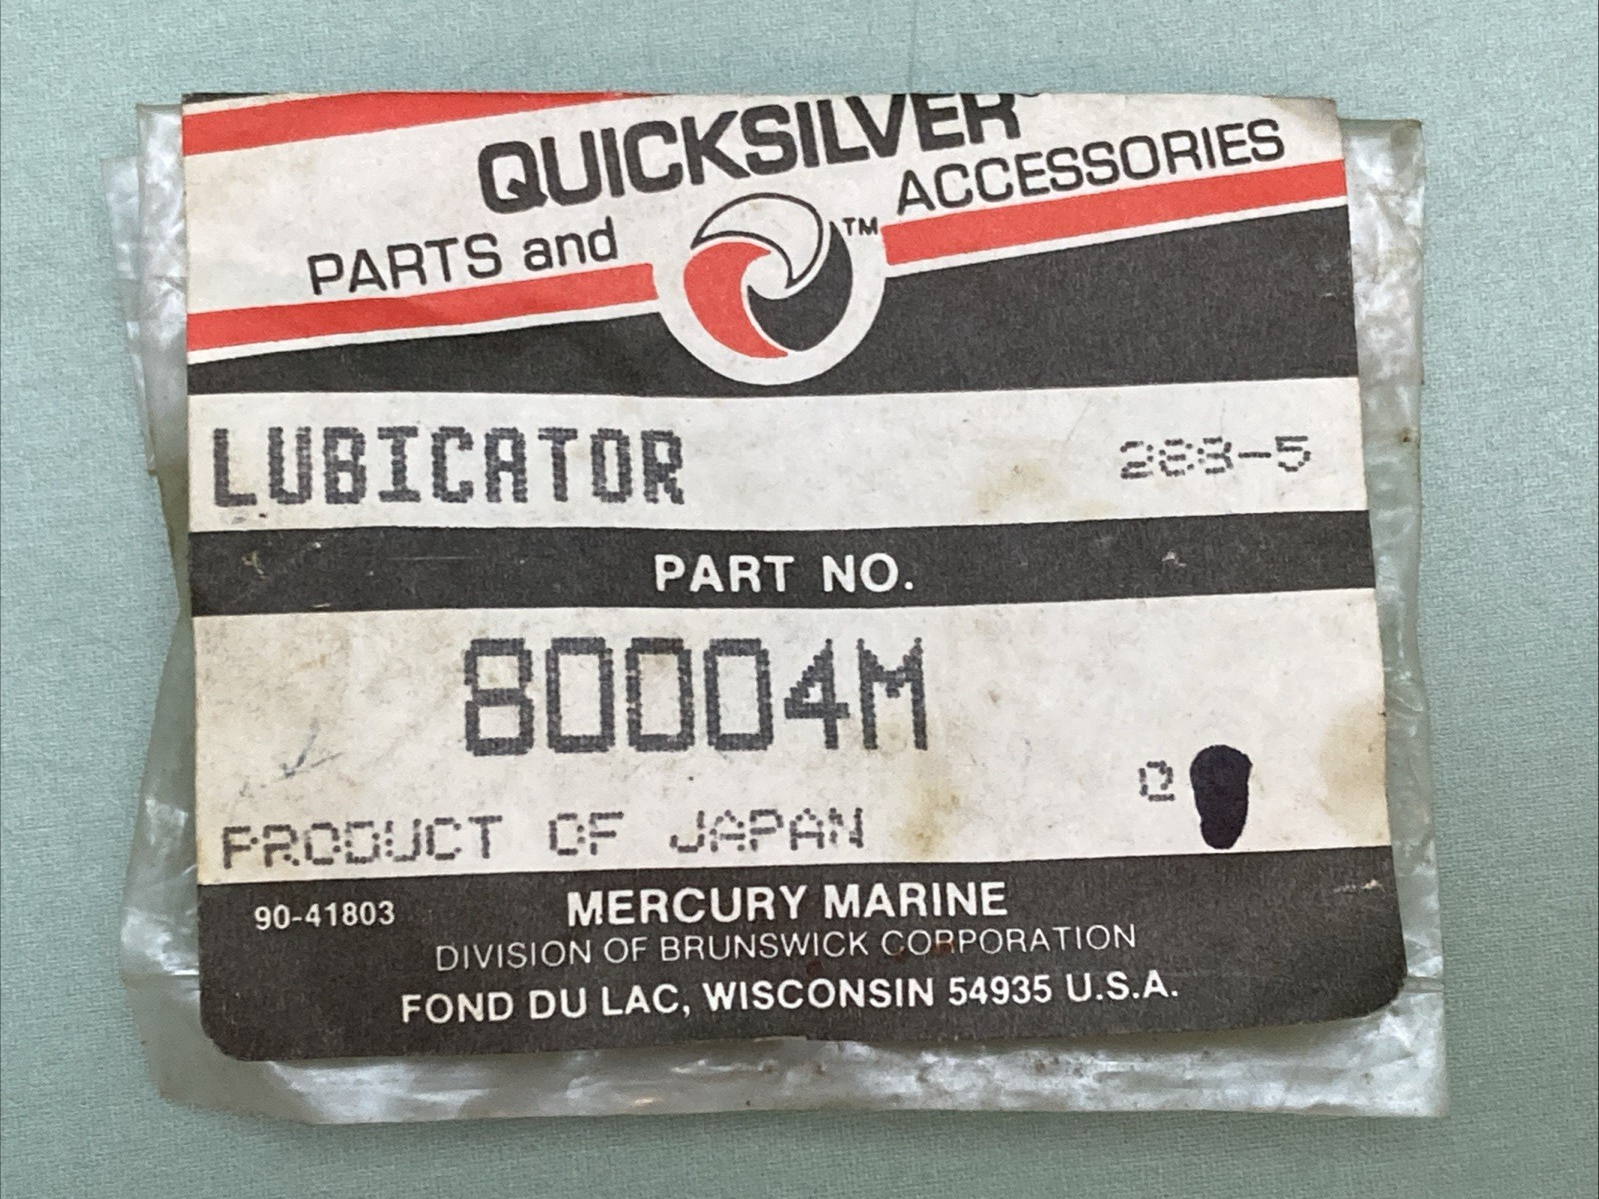 QUICKSILVER
PARTS and ™ ACCESSORIES
LUBICATOR 288-5
PART NO.
80004M
Q
PRODUCT OF JAPAN
90-41803 MERCURY MARINE
DIVISION OF BRUNSWICK CORPORATION
FOND DU LAC, WISCONSIN 54935 U.S.A.